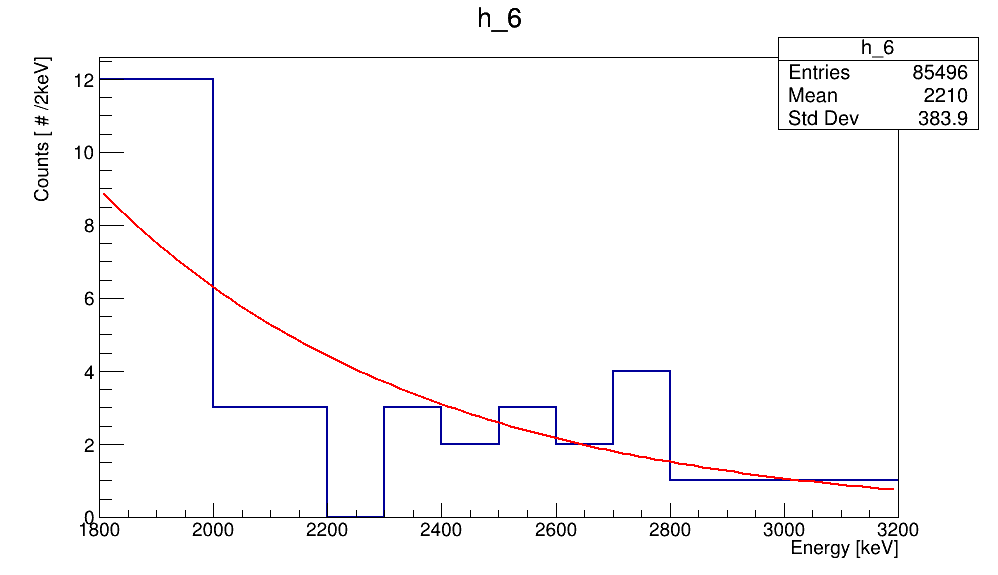 h_6
h_6
Entries 85496
Mean 2210
Std Dev 383.9
Counts [ # /2keV]
12
10
8
6
4
2
0
1800 2000 2200 2400 2600 2800 3000 3200
Energy [keV]